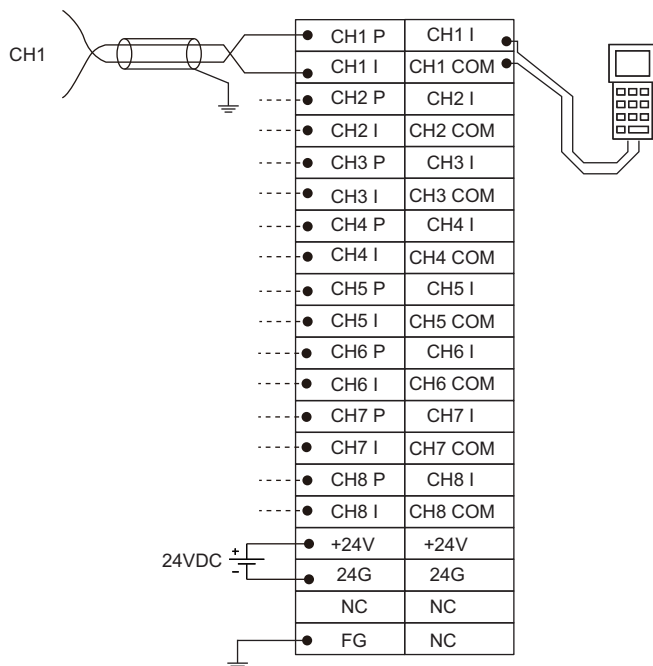 CH1 P CH1 I
CH1
CH1 I CH1 COM
CH2 P CH2 I
CH2 I CH2 COM
CH3 P CH3 I
CH3 I CH3 COM
CH4 P CH4 I
CH4 I CH4 COM
CH5 P CH5 I
CH5 I CH5 COM
CH6 P CH6 I
CH6 I CH6 COM
CH7 P CH7 I
CH7 I CH7 COM
CH8 P CH8 I
CH8 I CH8 COM
+24V +24V
24VDC + -
24G 24G
NC NC
FG NC